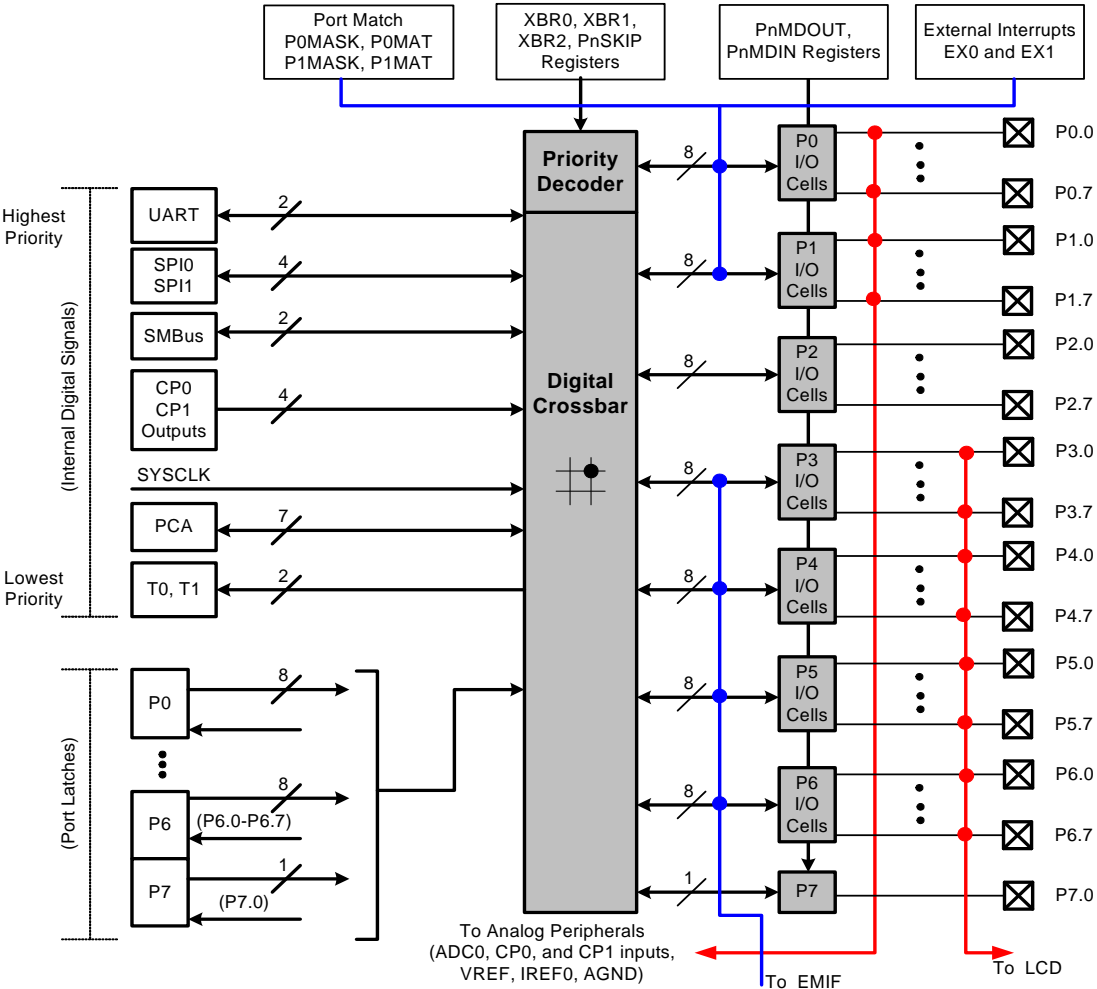 Port Match
P0MASK, P0MAT
P1MASK, P1MAT
XBR0, XBR1,
XBR2, PnSKIP
Registers
PnMDOUT,
PnMDIN Registers
External Interrupts
EX0 and EX1
Priority
Decoder
Digital
Crossbar
Highest
Priority
(Internal Digital Signals)
Lowest
Priority
UART
2
SPI0
SPI1
4
SMBus
2
CP0
CP1
Outputs
4
SYSCLK
PCA
7
T0, T1
2
(Port Latches)
P0
8
P6
8
(P6.0-P6.7)
P7
1
(P7.0)
8
P0
I/O
Cells
P0.0
P0.7
8
P1
I/O
Cells
P1.0
P1.7
8
P2
I/O
Cells
P2.0
P2.7
8
P3
I/O
Cells
P3.0
P3.7
8
P4
I/O
Cells
P4.0
P4.7
8
P5
I/O
Cells
P5.0
P5.7
8
P6
I/O
Cells
P6.0
P6.7
1
P7
P7.0
To Analog Peripherals
(ADC0, CP0, and CP1 inputs,
VREF, IREF0, AGND)
To EMIF
To LCD